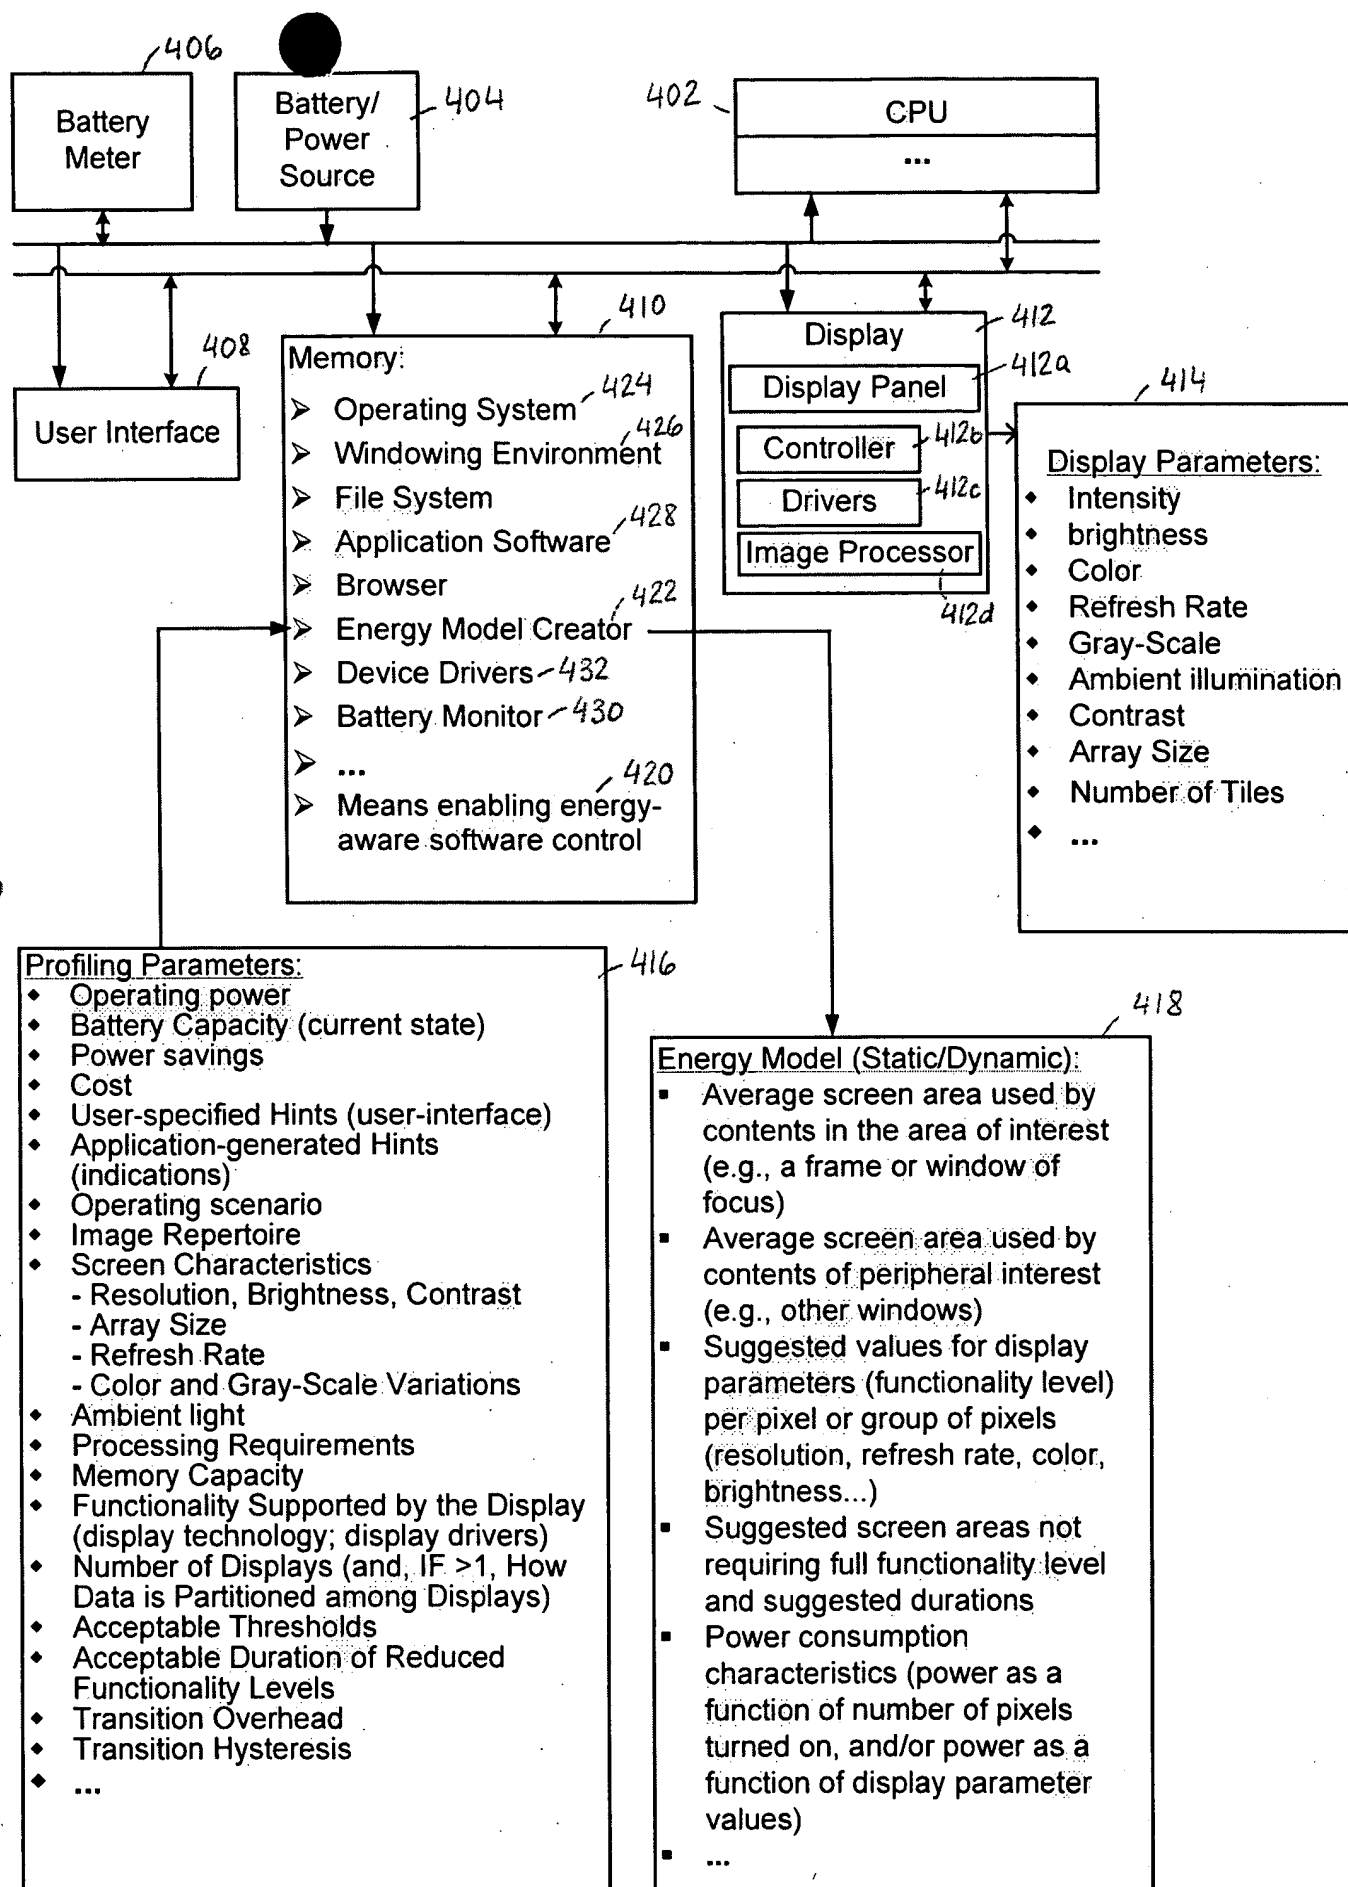 406
Battery
Meter
Battery/
Power
Source
404
402
CPU
...
408
User Interface
410
Memory:
➢ Operating System 424
➢ Windowing Environment 426
➢ File System
➢ Application Software 428
➢ Browser
➢ Energy Model Creator 422
➢ Device Drivers 432
➢ Battery Monitor 430
➢ ...
➢ Means enabling energy- 420
aware software control
Display 412
Display Panel 412a
Controller 412b
Drivers 412c
Image Processor
412d
414
Display Parameters:
◆ Intensity
◆ brightness
◆ Color
◆ Refresh Rate
◆ Gray-Scale
◆ Ambient illumination
◆ Contrast
◆ Array Size
◆ Number of Tiles
◆ ...
416
Profiling Parameters:
◆ Operating power
◆ Battery Capacity (current state)
◆ Power savings
◆ Cost
◆ User-specified Hints (user-interface)
◆ Application-generated Hints
(indications)
◆ Operating scenario
◆ Image Repertoire
◆ Screen Characteristics
- Resolution, Brightness, Contrast
- Array Size
- Refresh Rate
- Color and Gray-Scale Variations
◆ Ambient light
◆ Processing Requirements
◆ Memory Capacity
◆ Functionality Supported by the Display
(display technology; display drivers)
◆ Number of Displays (and, IF >1, How
Data is Partitioned among Displays)
◆ Acceptable Thresholds
◆ Acceptable Duration of Reduced
Functionality Levels
◆ Transition Overhead
◆ Transition Hysteresis
◆ ...
418
Energy Model (Static/Dynamic):
▪ Average screen area used by
contents in the area of interest
(e.g., a frame or window of
focus)
▪ Average screen area used by
contents of peripheral interest
(e.g., other windows)
▪ Suggested values for display
parameters (functionality level)
per pixel or group of pixels
(resolution, refresh rate, color,
brightness...)
▪ Suggested screen areas not
requiring full functionality level
and suggested durations
▪ Power consumption
characteristics (power as a
function of number of pixels
turned on, and/or power as a
function of display parameter
values)
▪ ...